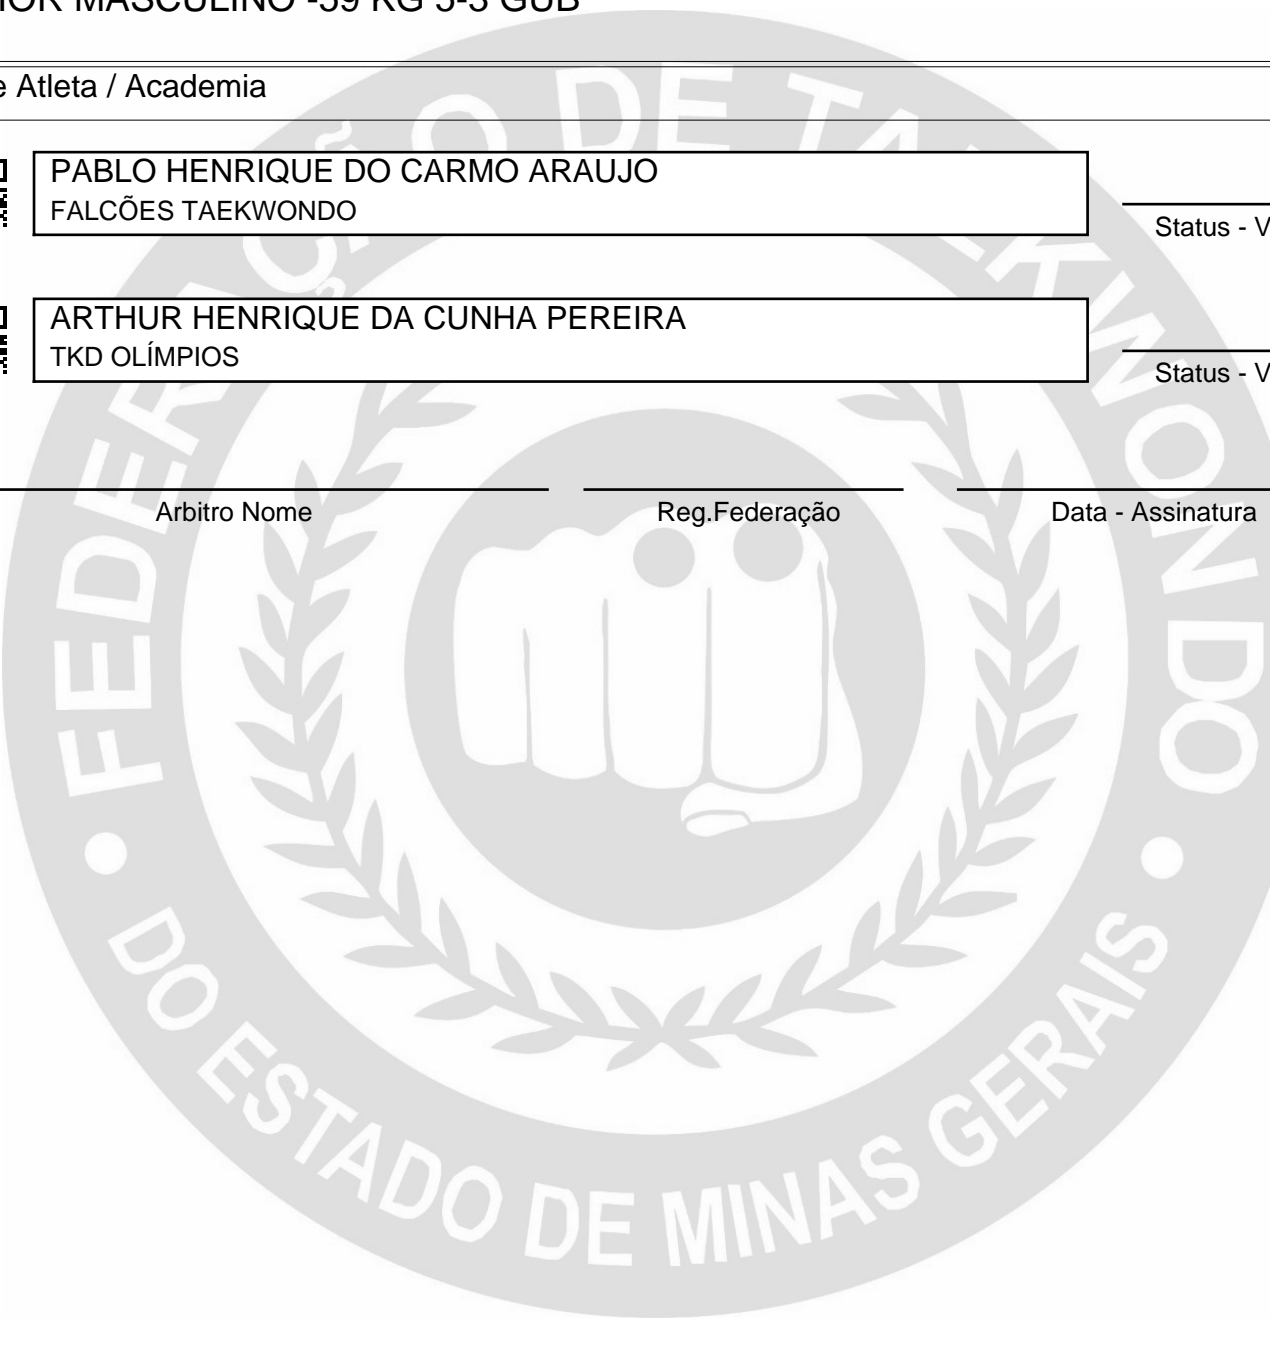 MASCULINO -59 KG 5-3 GUB
Atleta / Academia
PABLO HENRIQUE DO CARMO ARAUJO
FALCÕES TAEKWONDO
Status - V
ARTHUR HENRIQUE DA CUNHA PEREIRA
TKD OLÍMPIOS
Status - V
Arbitro Nome
Reg.Federação
Data - Assinatura
FEDERAÇÃO DE TAEKWONDO
DO ESTADO DE MINAS GERAIS